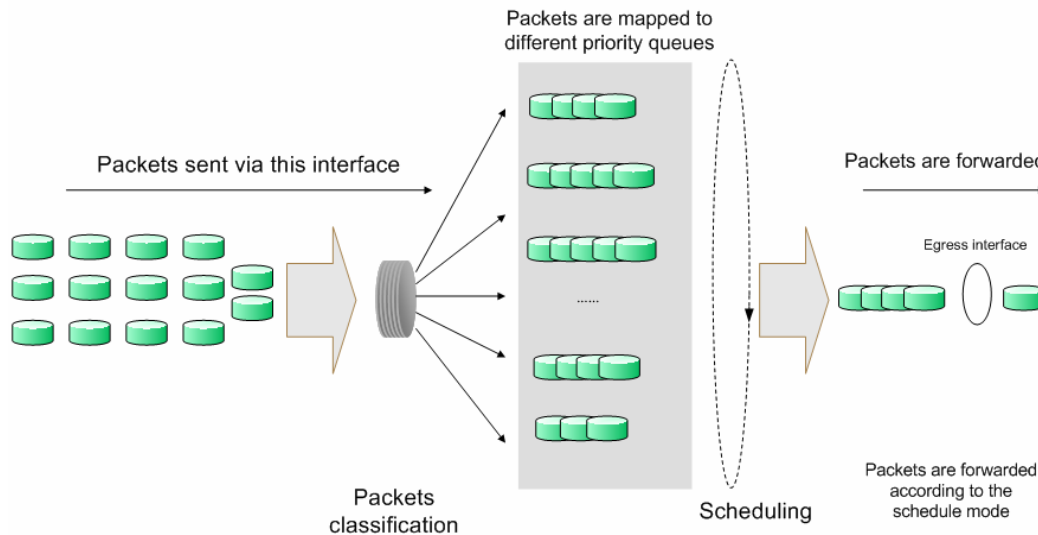 Packets are mapped to
different priority queues
Packets sent via this interface
Packets are forwarded
Egress interface
......
Packets
classification
Scheduling
Packets are forwarded
according to the
schedule mode